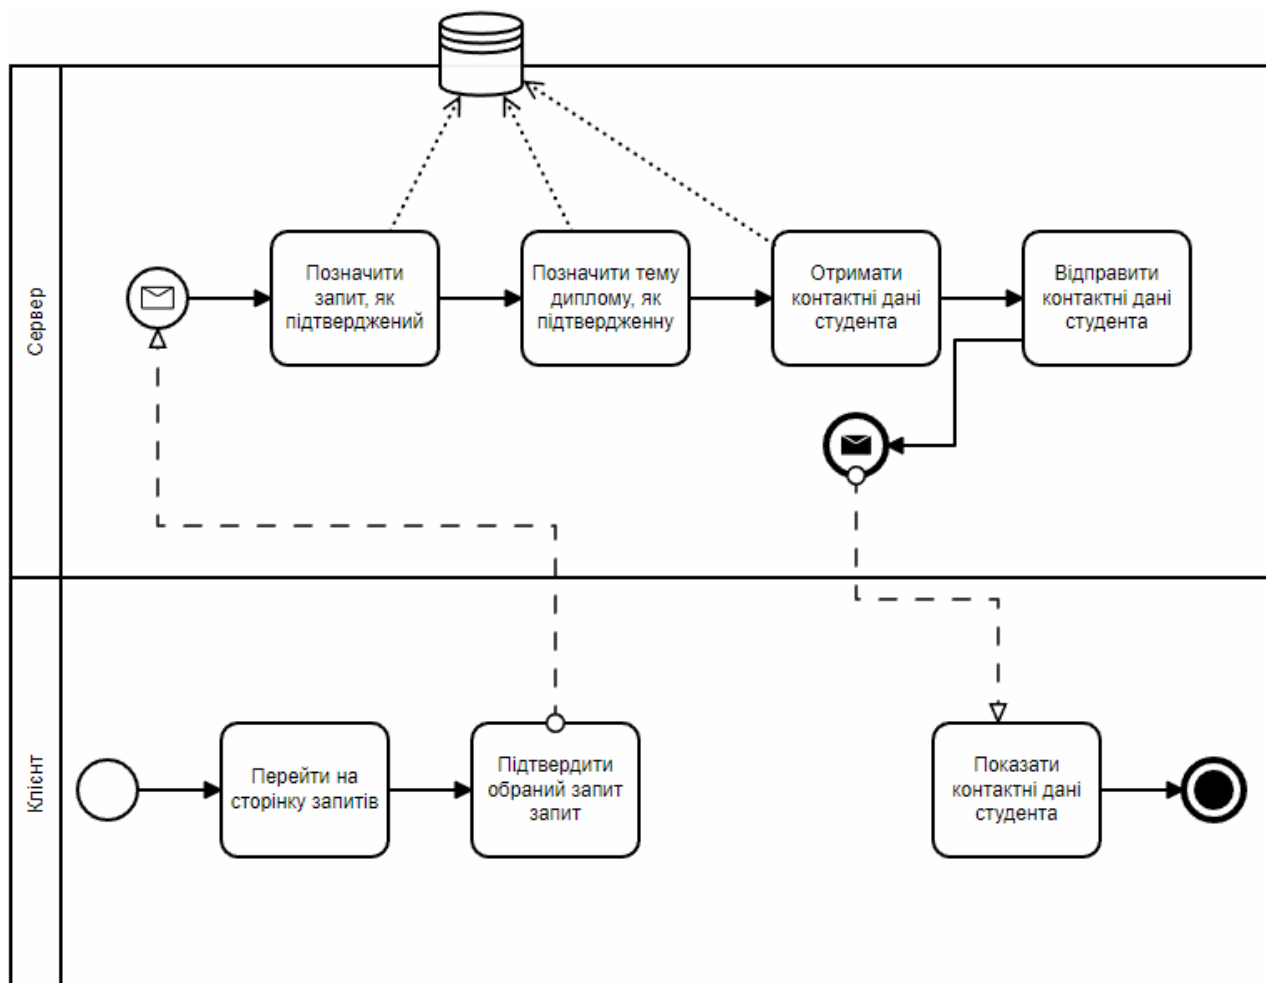 Сервер
Позначити
запит, як
підтверджений
Позначити тему
диплому, як
підтвердженну
Отримати
контактні дані
студента
Відправити
контактні дані
студента
Клієнт
Перейти на
сторінку запитів
Підтвердити
обраний запит
запит
Показати
контактні дані
студента